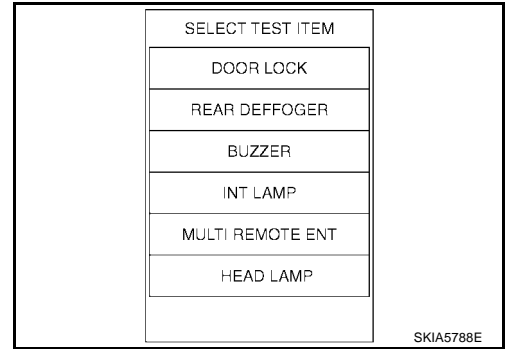 SELECT TEST ITEM
DOOR LOCK
REAR DEFFOGER
BUZZER
INT LAMP
MULTI REMOTE ENT
HEAD LAMP
SKIA5788E